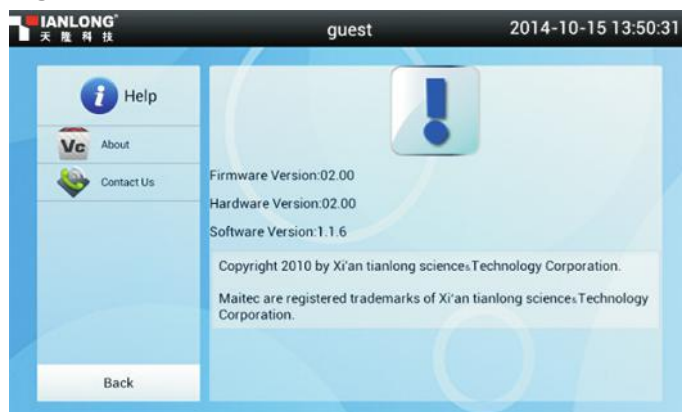 TIANLONG
天隆科技
guest
2014-10-15 13:50:31
i Help
Vc About
Contact Us
Back
!
Firmware Version:02.00
Hardware Version:02.00
Software Version:1.1.6
Copyright 2010 by Xi'an tianlong science&Technology Corporation.
Maitec are registered trademarks of Xi'an tianlong science&Technology
Corporation.